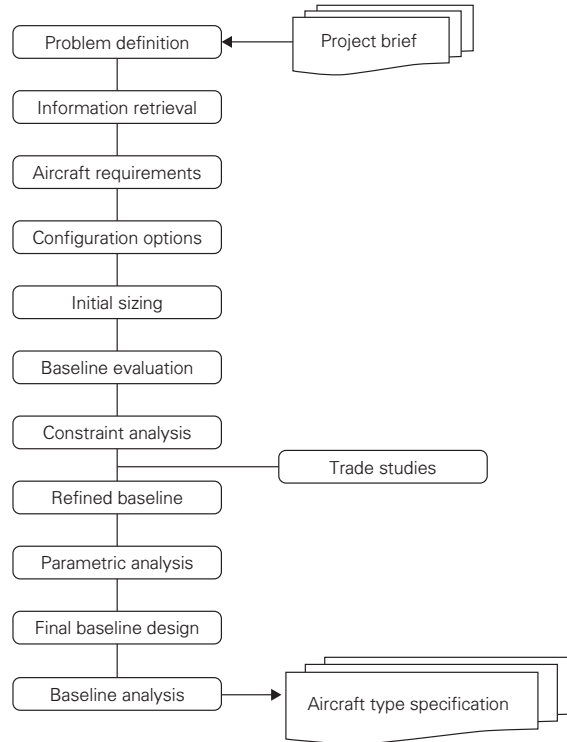 Problem definition
Project brief
Information retrieval
Aircraft requirements
Configuration options
Initial sizing
Baseline evaluation
Constraint analysis
Trade studies
Refined baseline
Parametric analysis
Final baseline design
Baseline analysis
Aircraft type specification